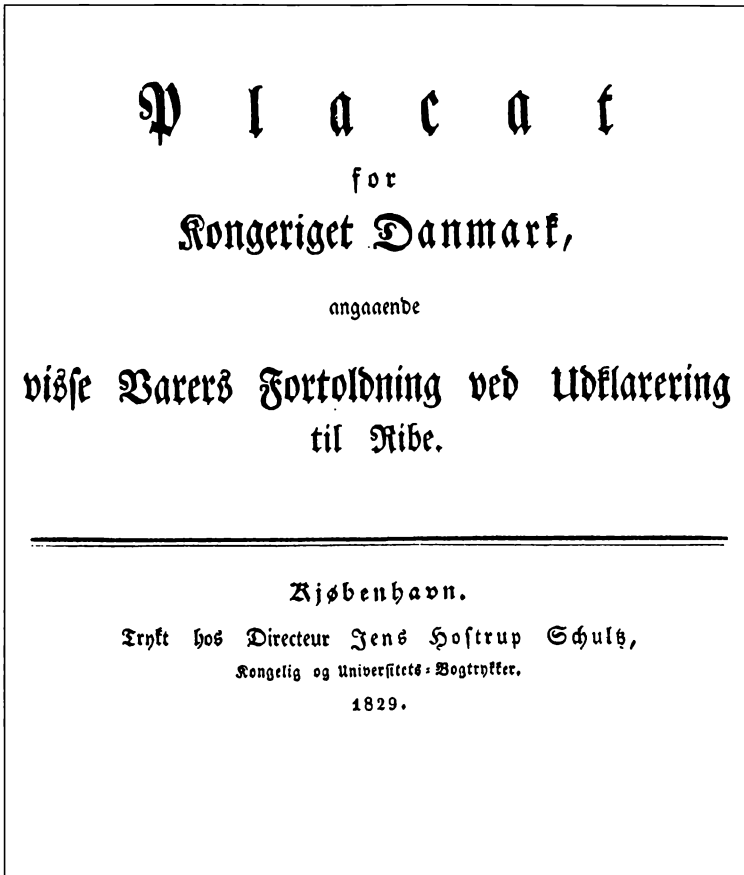 Placat
for
Kongeriget Danmark,
angaaende
visse Varers Fortoldning ved Udklarering
til Ribe.
Kjøbenhavn.
Trykt hos Directeur Jens Hostrup Schultz,
Kongelig og Universitets-Bogtrykker.
1829.